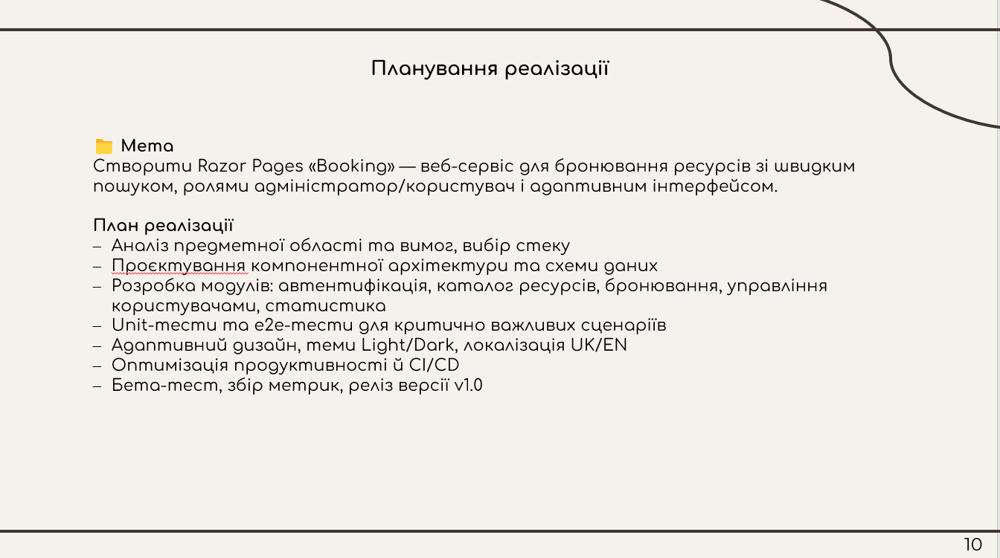 Планування реалізації
Мета
Створити Razor Pages «Booking» — веб-сервіс для бронювання ресурсів зі швидким
пошуком, ролями адміністратор/користувач і адаптивним інтерфейсом.
План реалізації
– Аналіз предметної області та вимог, вибір стеку
– Проєктування компонентної архітектури та схеми даних
– Розробка модулів: автентифікація, каталог ресурсів, бронювання, управління
користувачами, статистика
– Unit-тести та e2e-тести для критично важливих сценаріїв
– Адаптивний дизайн, теми Light/Dark, локалізація UK/EN
– Оптимізація продуктивності й CI/CD
– Бета-тест, збір метрик, реліз версії v1.0
10